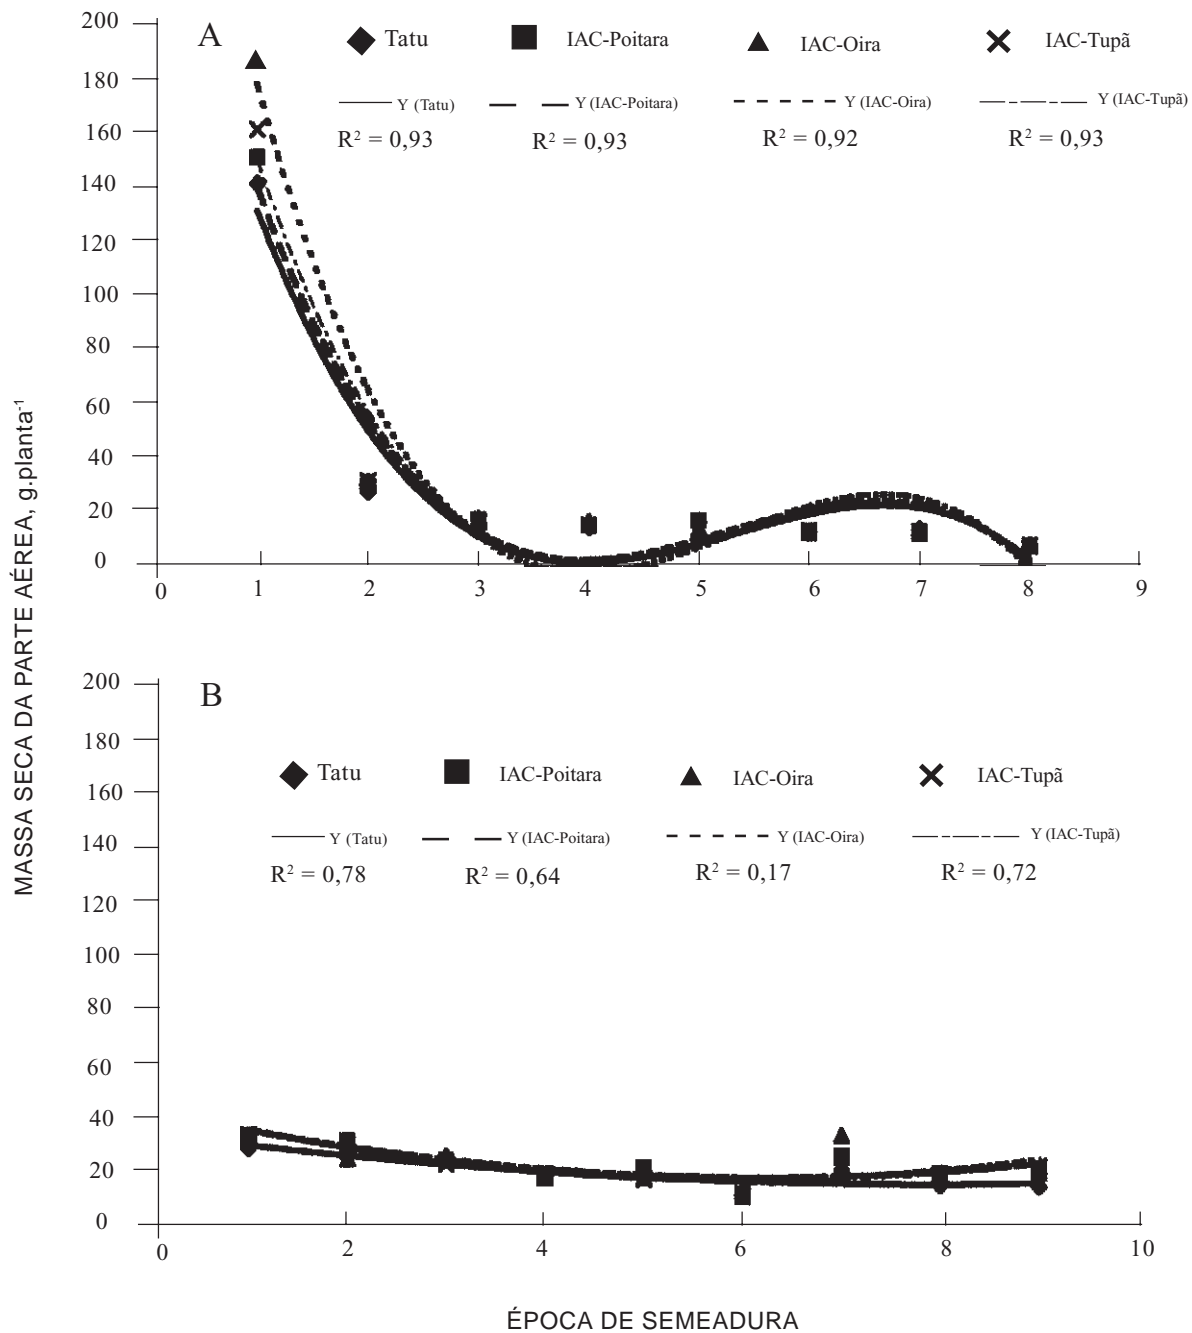 MASSA SECA DA PARTE AÉREA, g.planta-1
A
Tatu IAC-Poitara IAC-Oira IAC-Tupã
Y (Tatu) Y (IAC-Poitara) Y (IAC-Oira) Y (IAC-Tupã)
R² = 0,93 R² = 0,93 R² = 0,92 R² = 0,93
200
180
160
140
120
100
80
60
40
20
0
0 1 2 3 4 5 6 7 8 9
B
Tatu IAC-Poitara IAC-Oira IAC-Tupã
Y (Tatu) Y (IAC-Poitara) Y (IAC-Oira) Y (IAC-Tupã)
R² = 0,78 R² = 0,64 R² = 0,17 R² = 0,72
200
180
160
140
120
100
80
60
40
20
0
0 2 4 6 8 10
ÉPOCA DE SEMEADURA